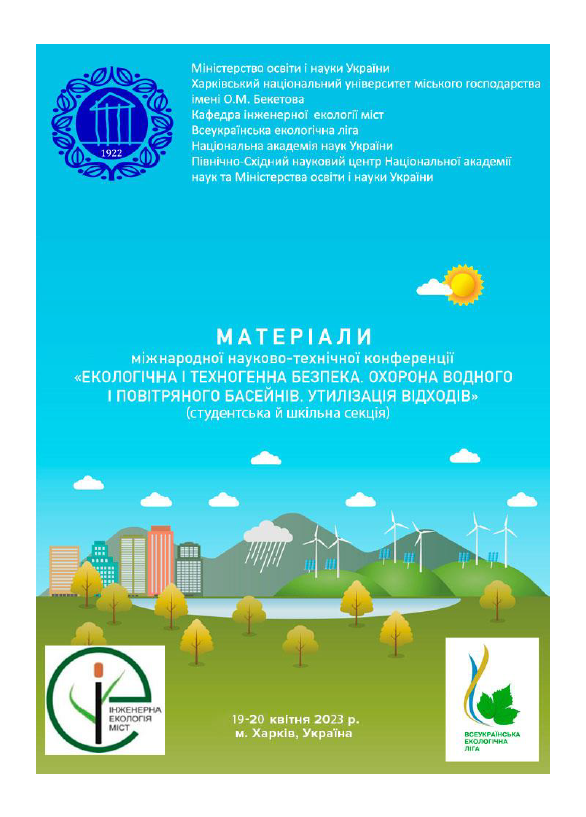 Міністерство освіти і науки України
Харківський національний університет міського господарства
імені О.М. Бекетова
Кафедра інженерної екології міст
Всеукраїнська екологічна ліга
Національна академія наук України
Північно-Східний науковий центр Національної академії
наук та Міністерства освіти і науки України
1922
МАТЕРІАЛИ
міжнародної науково-технічної конференції
«ЕКОЛОГІЧНА І ТЕХНОГЕННА БЕЗПЕКА. ОХОРОНА ВОДНОГО
І ПОВІТРЯНОГО БАСЕЙНІВ. УТИЛІЗАЦІЯ ВІДХОДІВ»
(студентська й шкільна секція)
ІНЖЕНЕРНА
ЕКОЛОГІЯ
МІСТ
19-20 квітня 2023 р.
м. Харків, Україна
ВСЕУКРАЇНСЬКА
ЕКОЛОГІЧНА
ЛІГА